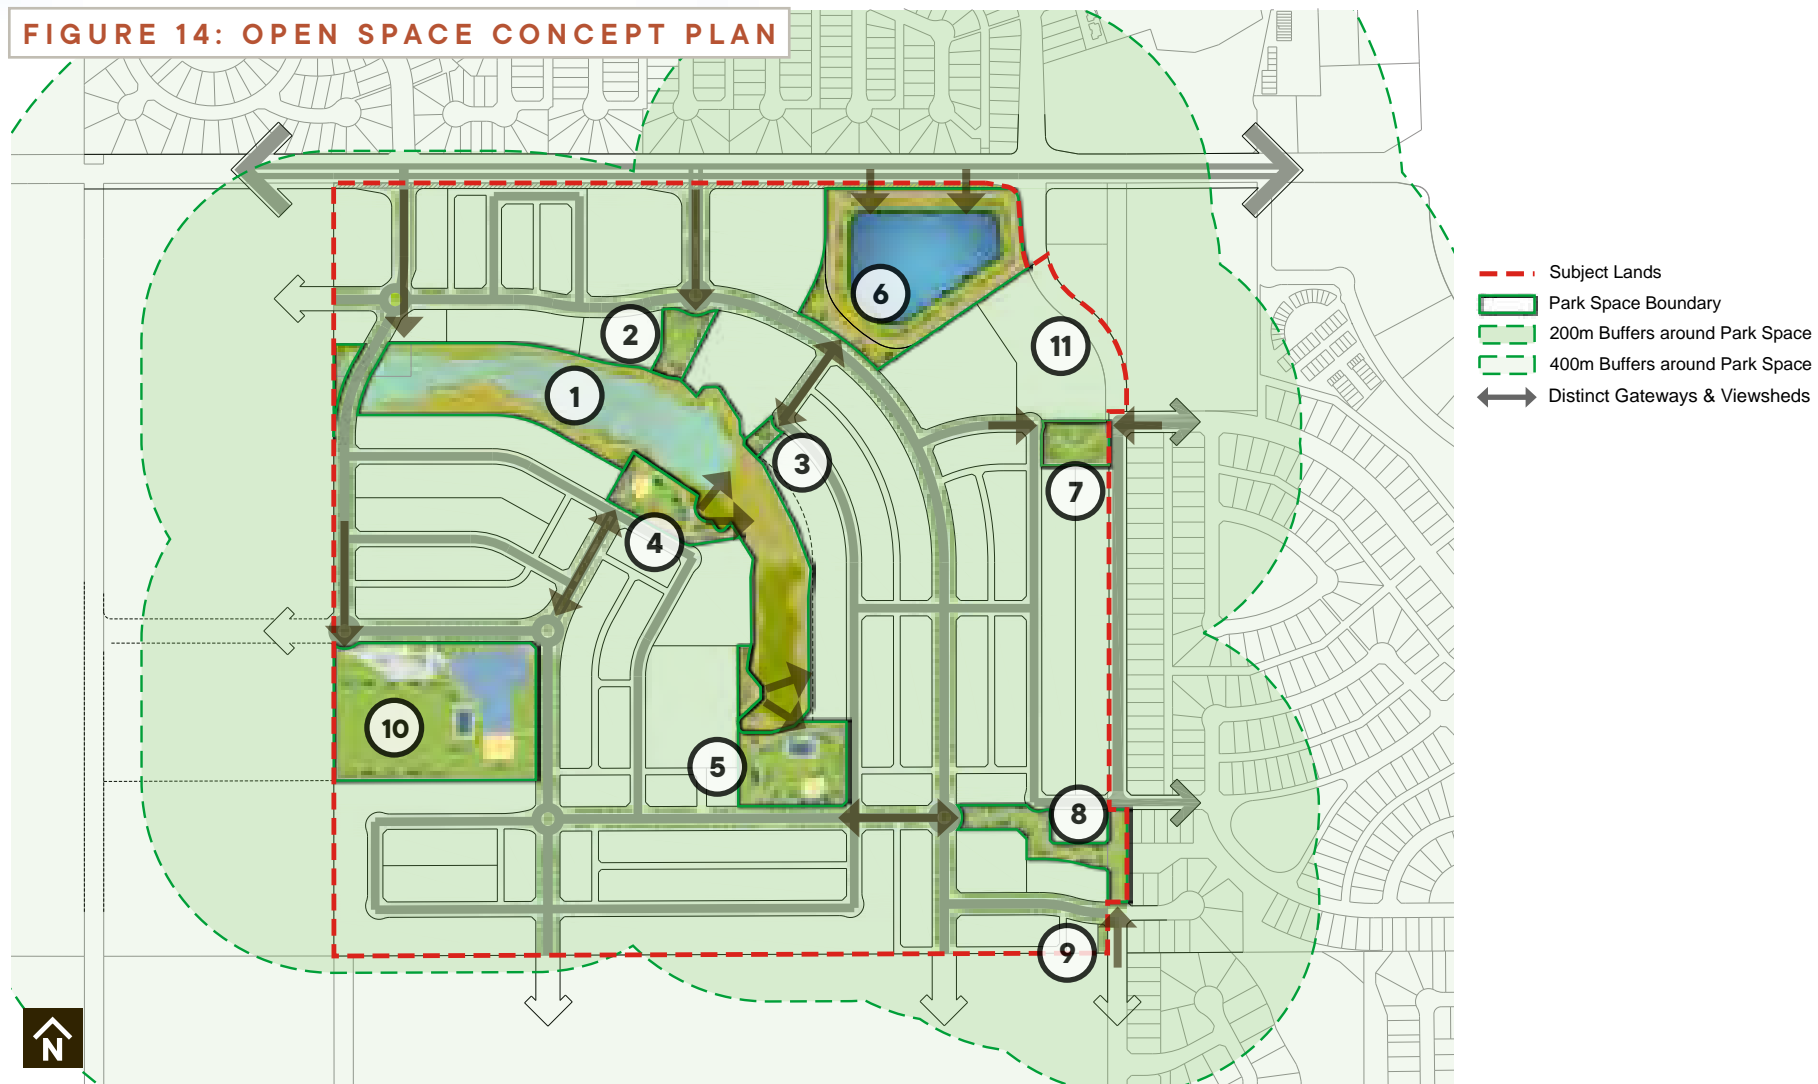 FIGURE 14: OPEN SPACE CONCEPT PLAN
6
2
11
1
3
7
4
10
5
8
9
N
Subject Lands
Park Space Boundary
200m Buffers around Park Space
400m Buffers around Park Space
Distinct Gateways & Viewsheds